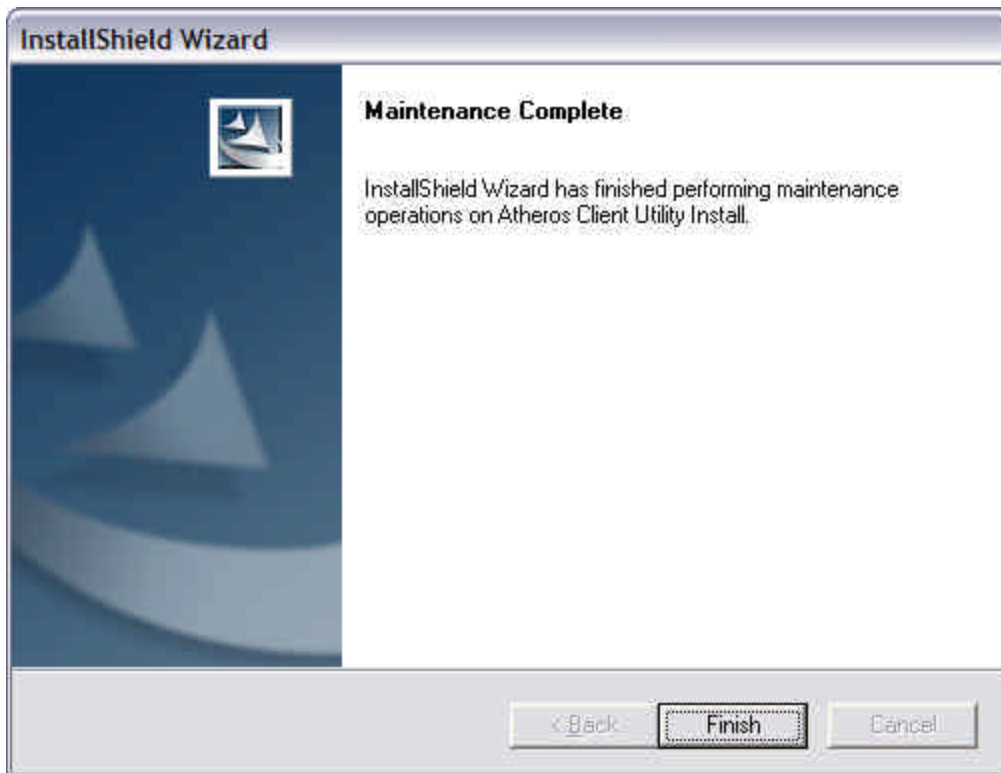 InstallShield Wizard
Maintenance Complete
InstallShield Wizard has finished performing maintenance
operations on Atheros Client Utility Install.
< Back
Finish
Cancel